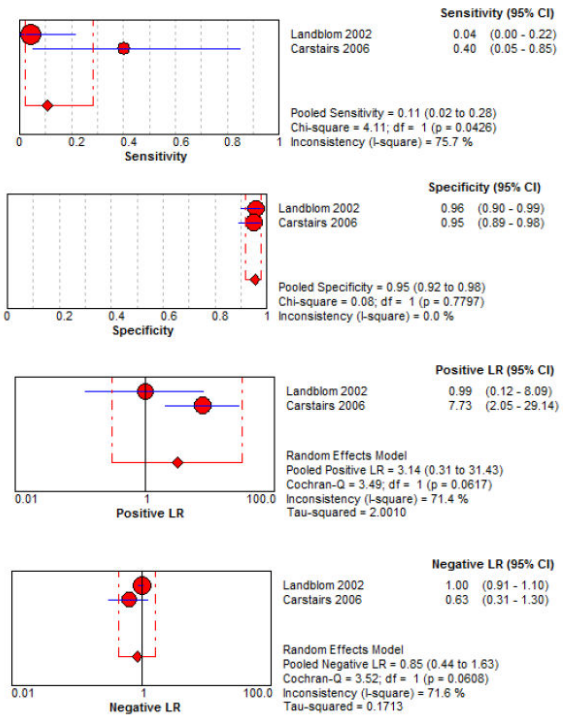 Sensitivity (95% CI)
Landblom 2002 0.04 (0.00 - 0.22)
Carstairs 2006 0.40 (0.05 - 0.85)
Pooled Sensitivity = 0.11 (0.02 to 0.28)
Chi-square = 4.11; df = 1 (p = 0.0426)
Inconsistency (I-square) = 75.7 %
0 0.2 0.4 0.6 0.8 1
Sensitivity
Specificity (95% CI)
Landblom 2002 0.96 (0.90 - 0.99)
Carstairs 2006 0.95 (0.89 - 0.98)
Pooled Specificity = 0.95 (0.92 to 0.98)
Chi-square = 0.08; df = 1 (p = 0.7797)
Inconsistency (I-square) = 0.0 %
0 0.2 0.4 0.6 0.8 1
Specificity
Positive LR (95% CI)
Landblom 2002 0.99 (0.12 - 8.09)
Carstairs 2006 7.73 (2.05 - 29.14)
Random Effects Model
Pooled Positive LR = 3.14 (0.31 to 31.43)
Cochran-Q = 3.49; df = 1 (p = 0.0617)
Inconsistency (I-square) = 71.4 %
Tau-squared = 2.0010
0.01 1 100.0
Positive LR
Negative LR (95% CI)
Landblom 2002 1.00 (0.91 - 1.10)
Carstairs 2006 0.63 (0.31 - 1.30)
Random Effects Model
Pooled Negative LR = 0.85 (0.44 to 1.63)
Cochran-Q = 3.52; df = 1 (p = 0.0608)
Inconsistency (I-square) = 71.6 %
Tau-squared = 0.1713
0.01 1 100.0
Negative LR